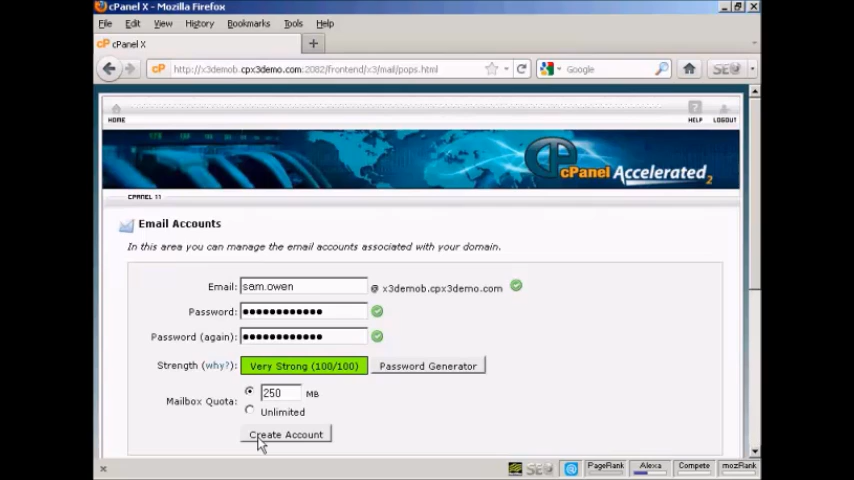 cPanel X - Mozilla Firefox
File Edit View History Bookmarks Tools Help
cP cPanel X
cP http://x3demob.cpx3demo.com:2082/frontend/x3/mail/pops.html Google SEO
HOME HELP LOGOUT
cPanel Accelerated2
CPANEL 11
Email Accounts
In this area you can manage the email accounts associated with your domain.
Email: sam.owen @ x3demob.cpx3demo.com
Password: ••••••••••••
Password (again): ••••••••••••
Strength (why?): Very Strong (100/100) Password Generator
Mailbox Quota: 250 MB
Unlimited
Create Account
SEO @ PageRank Alexa Compete mozRank